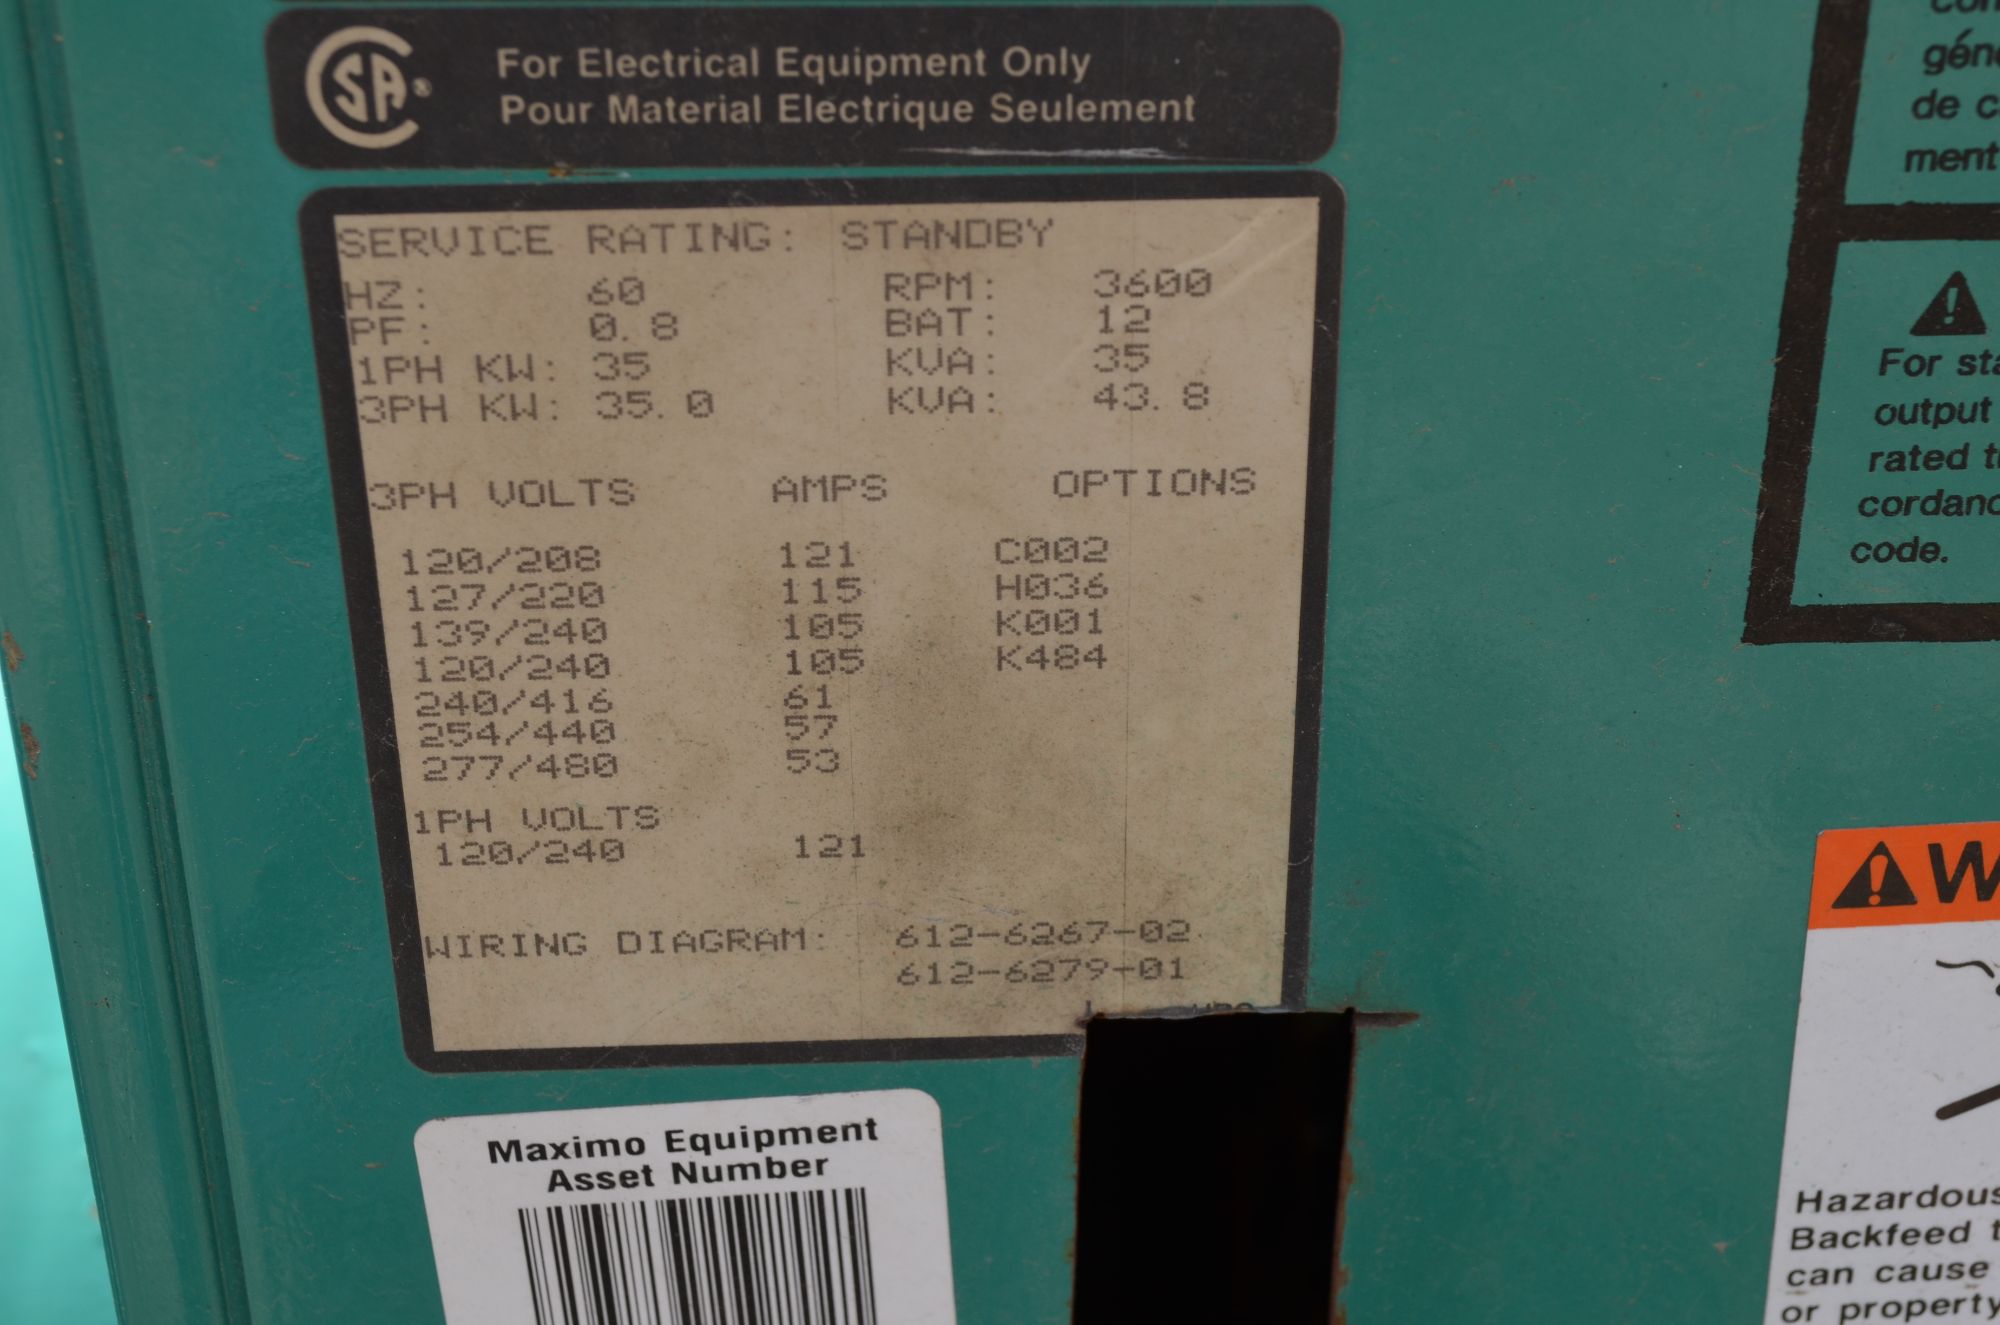 CSA®
For Electrical Equipment Only
Pour Material Electrique Seulement
SERVICE RATING: STANDBY
HZ: 60 RPM: 3600
PF: 0.8 BAT: 12
1PH KW: 35 KVA: 35
3PH KW: 35.0 KVA: 43.8
3PH VOLTS AMPS OPTIONS
120/208 121 C002
127/220 115 H036
139/240 105 K001
120/240 105 K484
240/416 61
254/440 57
277/480 53
1PH VOLTS
120/240 121
WIRING DIAGRAM: 612-6267-02
612-6279-01
Maximo Equipment
Asset Number
de c
ment
For sta
output
rated t
cordanc
code.
W
Hazardous
Backfeed t
can cause
or property